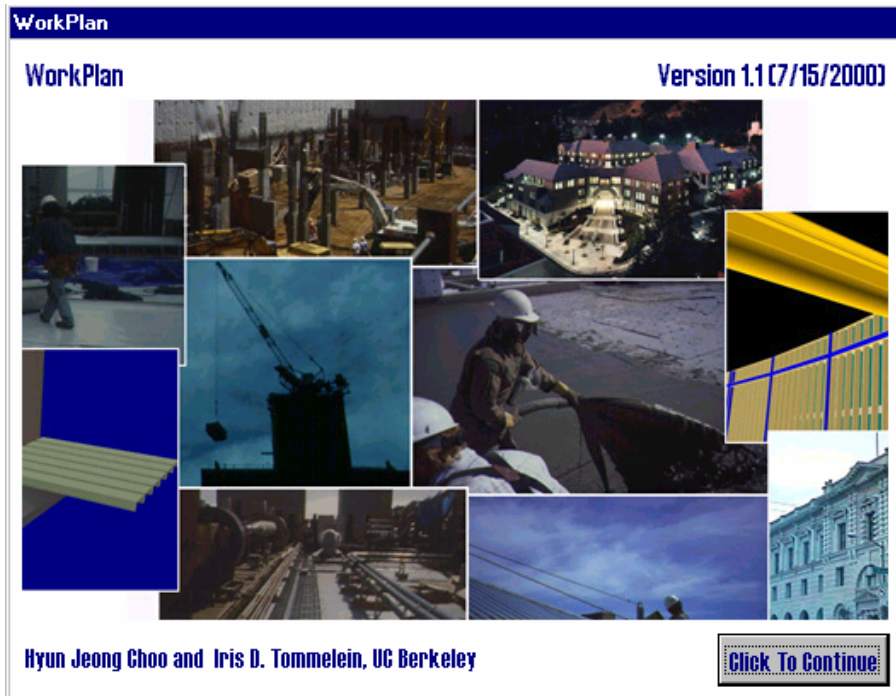 WorkPlan
WorkPlan
Version 1.1 (7/15/2000)
Hyun Jeong Choo and Iris D. Tommelein, UC Berkeley
Click To Continue